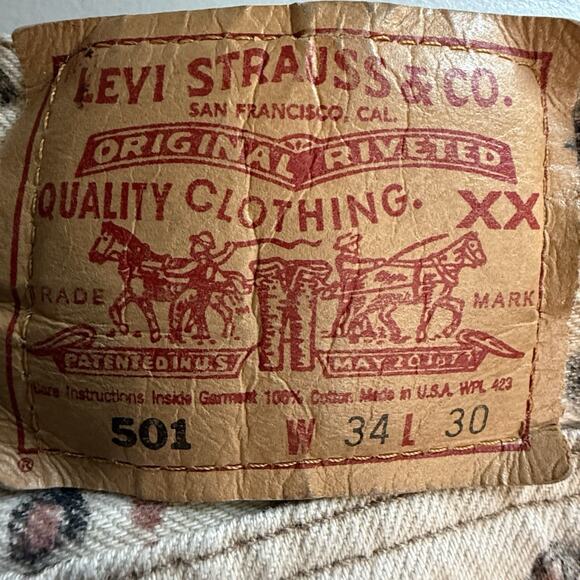 LEVI STRAUSS & CO.
SAN FRANCISCO, CAL.
ORIGINAL RIVETED
QUALITY CLOTHING. XX
TRADE MARK
PATENTED IN U.S. MAY 20 1873
Care Instructions Inside Garment 100% Cotton Made in U.S.A. WPL 423
501 W 34 L 30
®